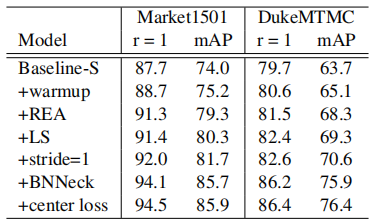 Market1501 DukeMTMC
Model r = 1 mAP r = 1 mAP
Baseline-S 87.7 74.0 79.7 63.7
+warmup 88.7 75.2 80.6 65.1
+REA 91.3 79.3 81.5 68.3
+LS 91.4 80.3 82.4 69.3
+stride=1 92.0 81.7 82.6 70.6
+BNNeck 94.1 85.7 86.2 75.9
+center loss 94.5 85.9 86.4 76.4